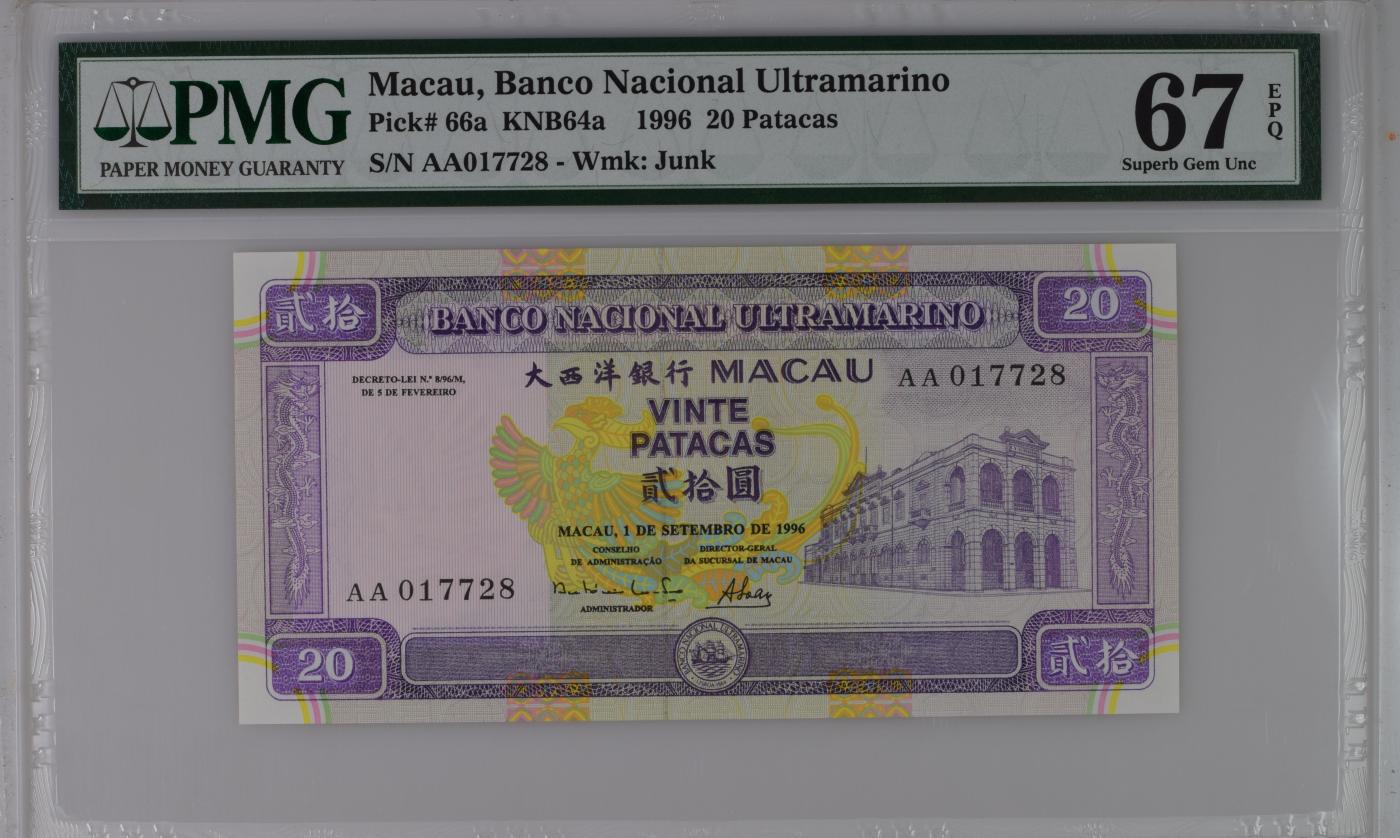 PMG
PAPER MONEY GUARANTY
Macau, Banco Nacional Ultramarino
Pick# 66a KNB64a 1996 20 Patacas
S/N AA017728 - Wmk: Junk
67
EPQ
Superb Gem Unc
貳拾
BANCO NACIONAL ULTRAMARINO
20
DECRETO-LEI N.º 8/96/M,
DE 5 DE FEVEREIRO
大西洋銀行 MACAU
AA 017728
VINTE
PATACAS
貳拾圓
MACAU, 1 DE SETEMBRO DE 1996
CONSELHO
DE ADMINISTRAÇÃO
DIRECTOR-GERAL
DA SUCURSAL DE MACAU
AA 017728
ADMINISTRADOR
20
BANCO NACIONAL ULTRAMARINO
貳拾